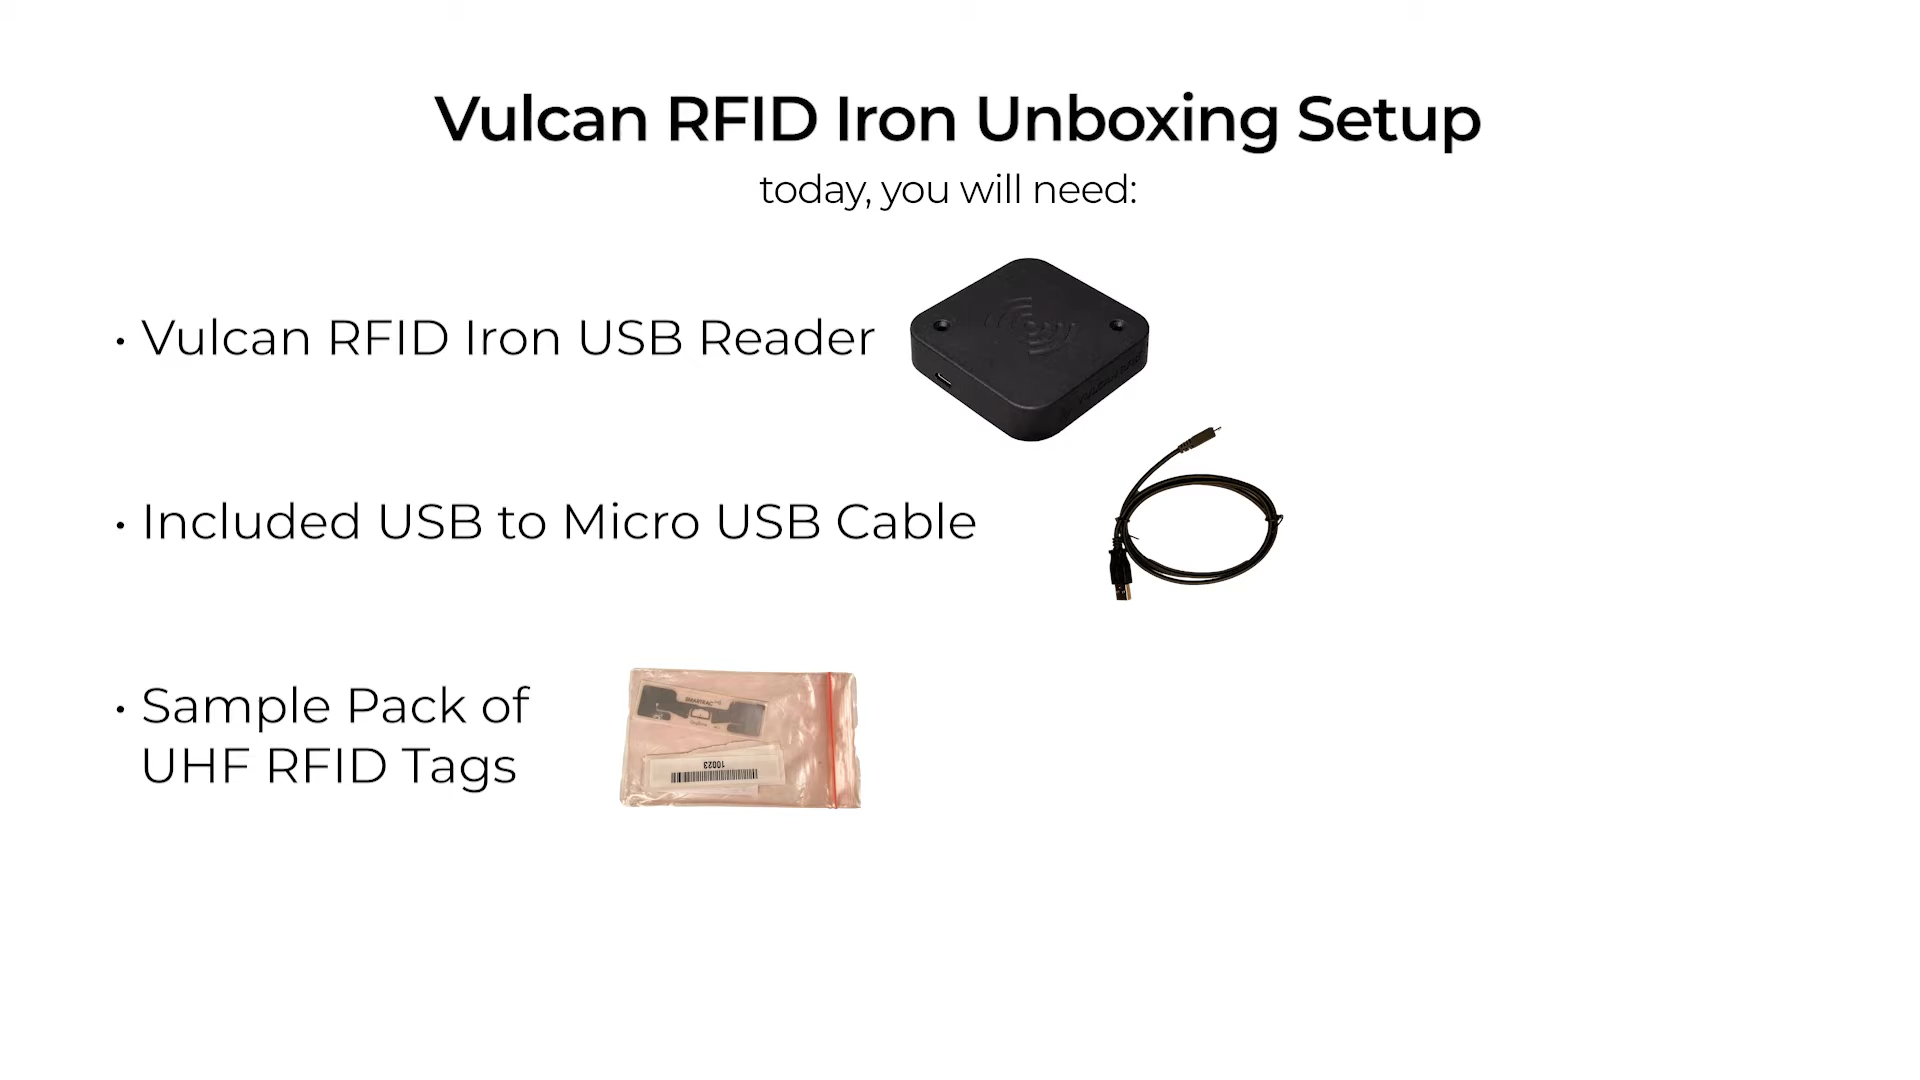 Vulcan RFID Iron Unboxing Setup
today, you will need:
• Vulcan RFID Iron USB Reader
• Included USB to Micro USB Cable
• Sample Pack of
UHF RFID Tags
SMARTRAC
10023